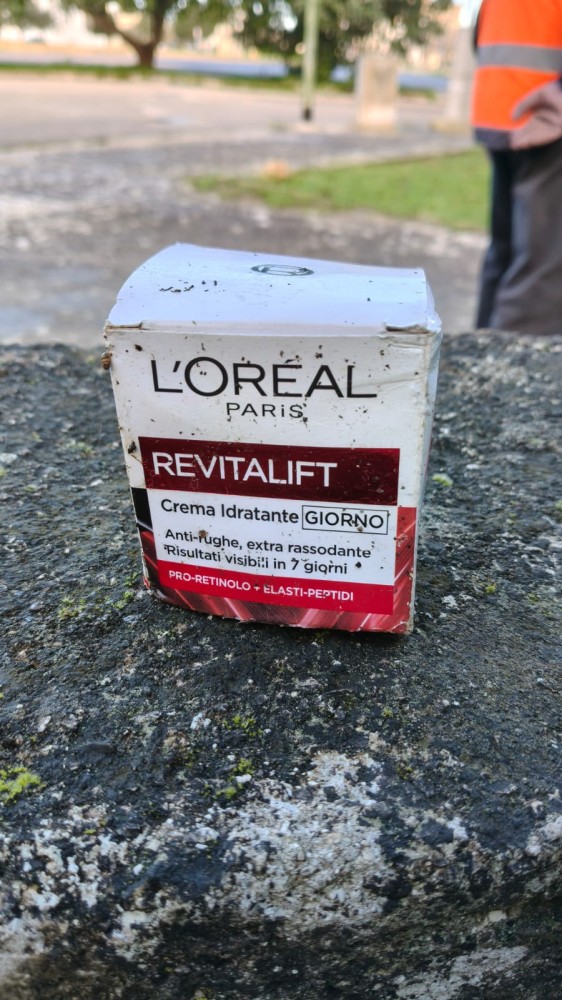 L'ORÉAL
PARiS
REVITALIFT
Crema Idratante GIORNO
Anti-rughe, extra rassodante
Risultati visibili in 7 giorni
PRO-RETINOLO + ELASTI-PEPTIDI